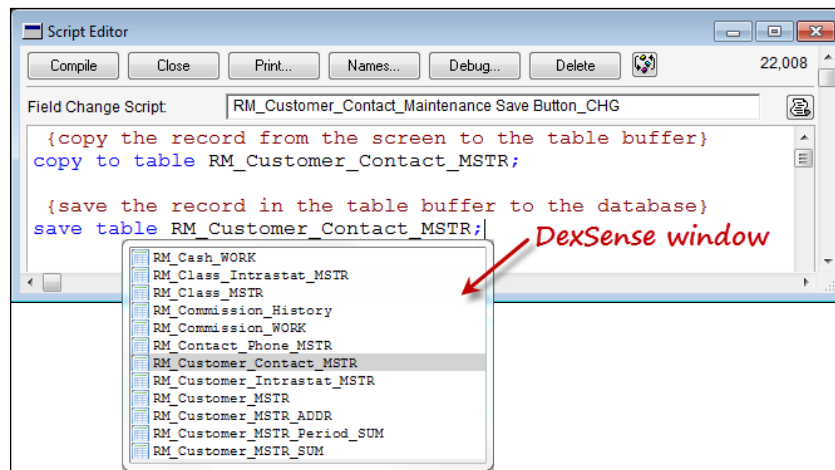 Script Editor
Compile Close Print... Names... Debug... Delete 22,008
Field Change Script: RM_Customer_Contact_Maintenance Save Button_CHG
{copy the record from the screen to the table buffer}
copy to table RM_Customer_Contact_MSTR;
{save the record in the table buffer to the database}
save table RM_Customer_Contact_MSTR;
DexSense window
RM_Cash_WORK
RM_Class_Intrastat_MSTR
RM_Class_MSTR
RM_Commission_History
RM_Commission_WORK
RM_Contact_Phone_MSTR
RM_Customer_Contact_MSTR
RM_Customer_Intrastat_MSTR
RM_Customer_MSTR
RM_Customer_MSTR_ADDR
RM_Customer_MSTR_Period_SUM
RM_Customer_MSTR_SUM